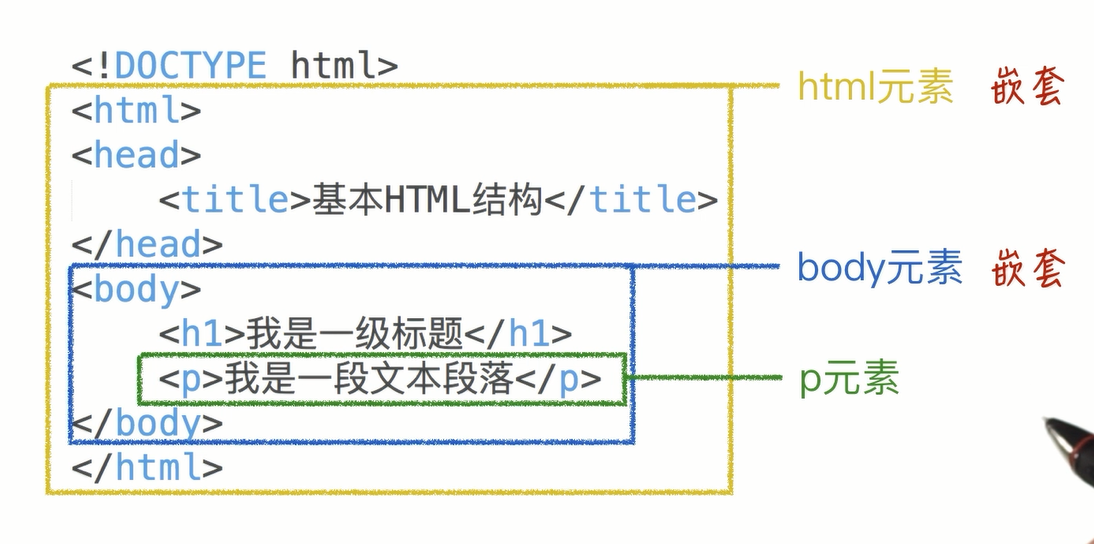 <!DOCTYPE html>
html元素 嵌套
<html>
<head>
<title>基本HTML结构</title>
</head>
body元素 嵌套
<body>
<h1>我是一级标题</h1>
<p>我是一段文本段落</p>
p元素
</body>
</html>